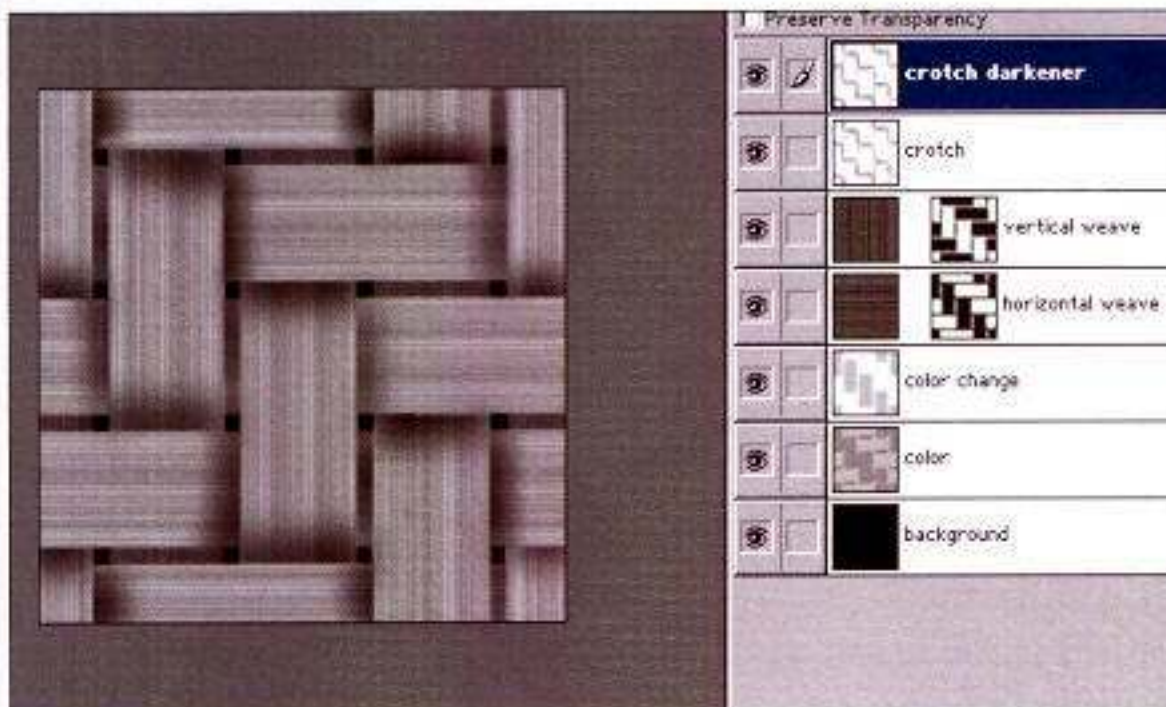 Preserve Transparency
crotch darkener
crotch
vertical weave
horizontal weave
color change
color
background